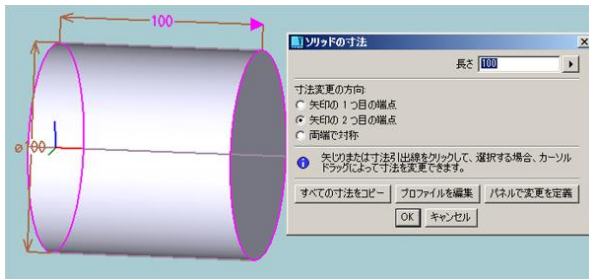 100
ø100
ソリッドの寸法
長さ 100
寸法変更の方向:
矢印の 1 つ目の端点
矢印の 2 つ目の端点
両端で対称
矢じりまたは寸法引出線をクリックして、選択する場合、カーソル
ドラッグによって寸法を変更できます。
すべての寸法をコピー プロファイルを編集 パネルで変更を定義
OK キャンセル